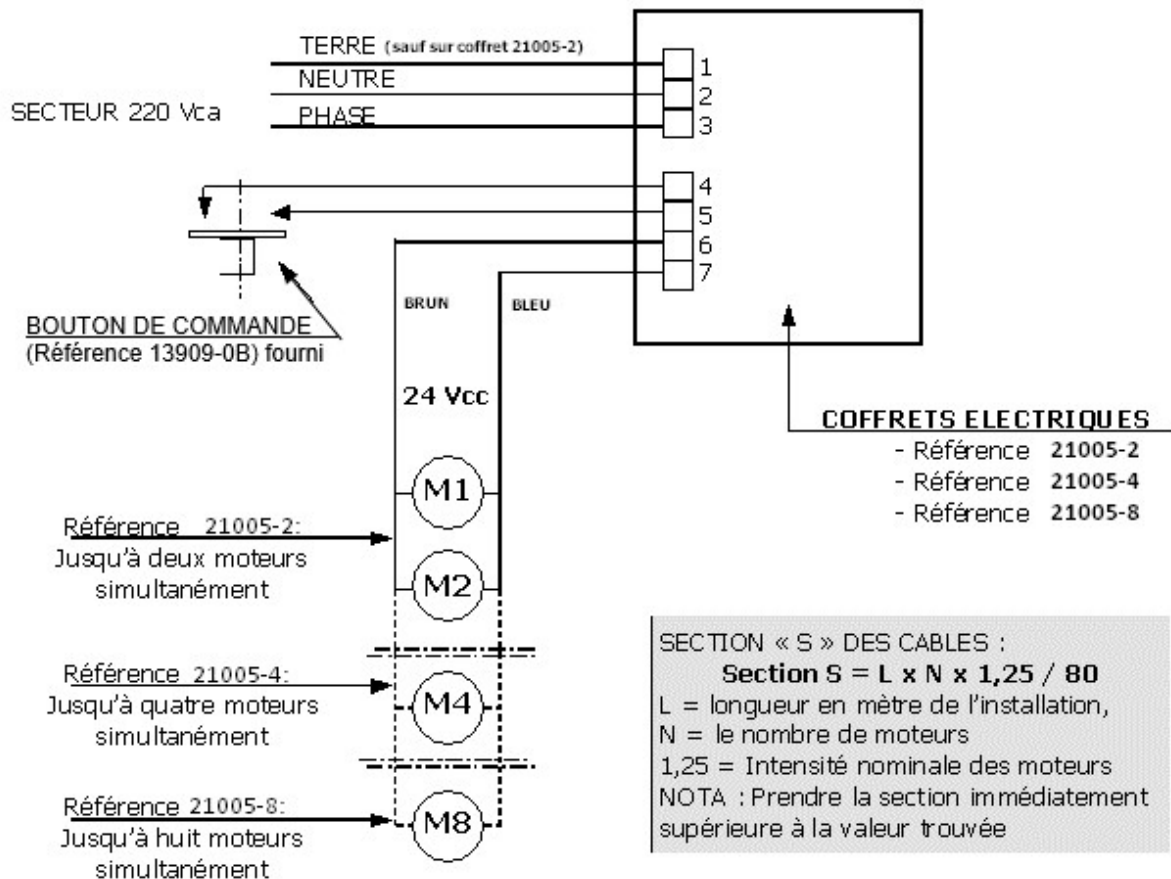 TERRE (sauf sur coffret 21005-2)
NEUTRE
SECTEUR 220 Vca
PHASE
1
2
3
4
5
6
7
BRUN
BLEU
BOUTON DE COMMANDE
(Référence 13909-0B) fourni
24 Vcc
COFFRETS ELECTRIQUES
- Référence 21005-2
- Référence 21005-4
- Référence 21005-8
M1
Référence 21005-2:
Jusqu'à deux moteurs
simultanément
M2
Référence 21005-4:
Jusqu'à quatre moteurs
simultanément
M4
Référence 21005-8:
Jusqu'à huit moteurs
simultanément
M8
SECTION « S » DES CABLES :
Section S = L x N x 1,25 / 80
L = longueur en mètre de l'installation,
N = le nombre de moteurs
1,25 = Intensité nominale des moteurs
NOTA : Prendre la section immédiatement
supérieure à la valeur trouvée